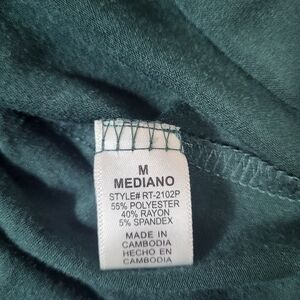 M
MEDIANO
STYLE# RT-2102P
55% POLYESTER
40% RAYON
5% SPANDEX
MADE IN
CAMBODIA
HECHO EN
CAMBODIA